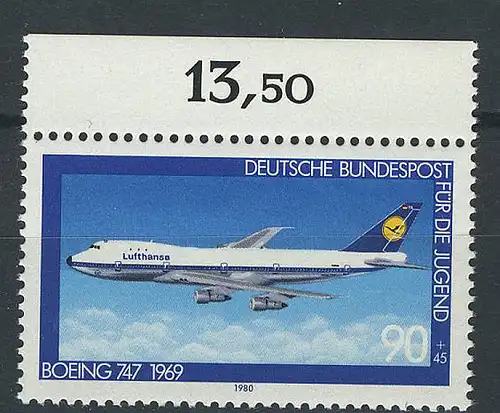 13,50
DEUTSCHE BUNDESPOST
FÜR DIE JUGEND
Lufthansa
90
+ 45
BOEING 747 1969
1980